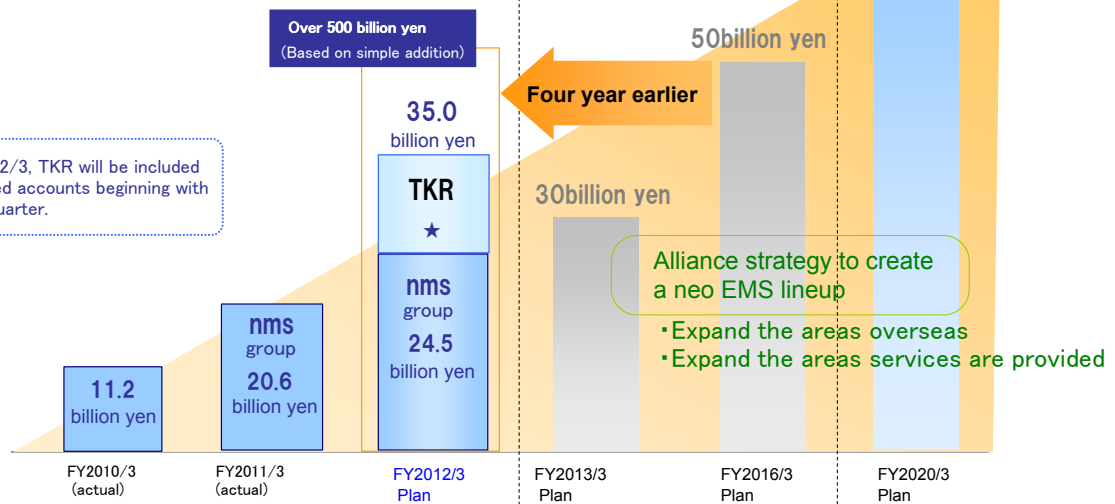 Over 500 billion yen
(Based on simple addition)
50billion yen
Four year earlier
35.0
billion yen
2/3, TKR will be included
ed accounts beginning with
uarter.
TKR
★
30billion yen
Alliance strategy to create
a neo EMS lineup
・Expand the areas overseas
・Expand the areas services are provided
nms
group
24.5
billion yen
nms
group
20.6
billion yen
11.2
billion yen
FY2010/3
(actual)
FY2011/3
(actual)
FY2012/3
Plan
FY2013/3
Plan
FY2016/3
Plan
FY2020/3
Plan